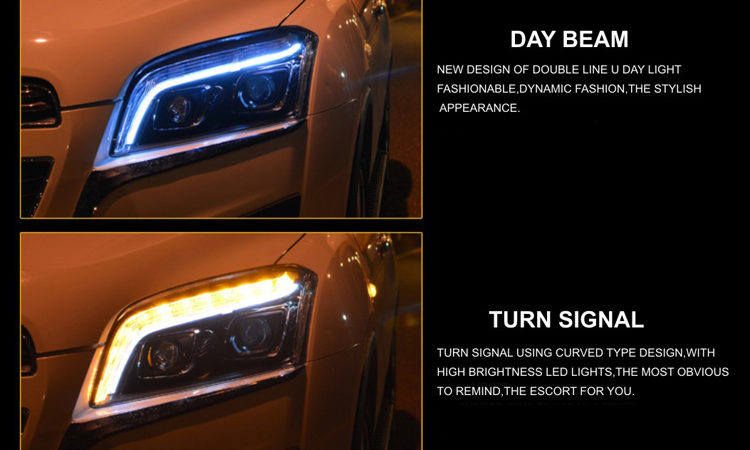 DAY BEAM
NEW DESIGN OF DOUBLE LINE U DAY LIGHT
FASHIONABLE,DYNAMIC FASHION,THE STYLISH
APPEARANCE.
TURN SIGNAL
TURN SIGNAL USING CURVED TYPE DESIGN,WITH
HIGH BRIGHTNESS LED LIGHTS,THE MOST OBVIOUS
TO REMIND,THE ESCORT FOR YOU.